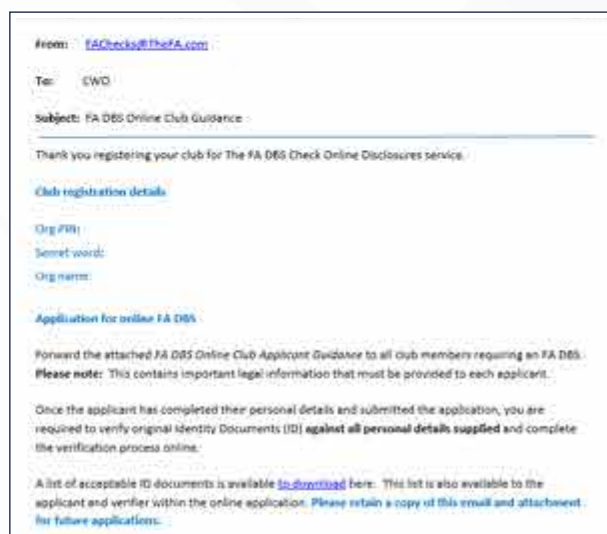 From: FAChecks@TheFA.com
To: CWO
Subject: FA DBS Online Club Guidance
Thank you registering your club for The FA DBS Check Online Disclosures service.
Club registration details
Org PIN:
Secret word:
Org name:
Application for online FA DBS
Forward the attached FA DBS Online Club Applicant Guidance to all club members requiring an FA DBS.
Please note: This contains important legal information that must be provided to each applicant.
Once the applicant has completed their personal details and submitted the application, you are
required to verify original Identity Documents (ID) against all personal details supplied and complete
the verification process online.
A list of acceptable ID documents is available to download here. This list is also available to the
applicant and verifier within the online application. Please retain a copy of this email and attachment
for future applications.